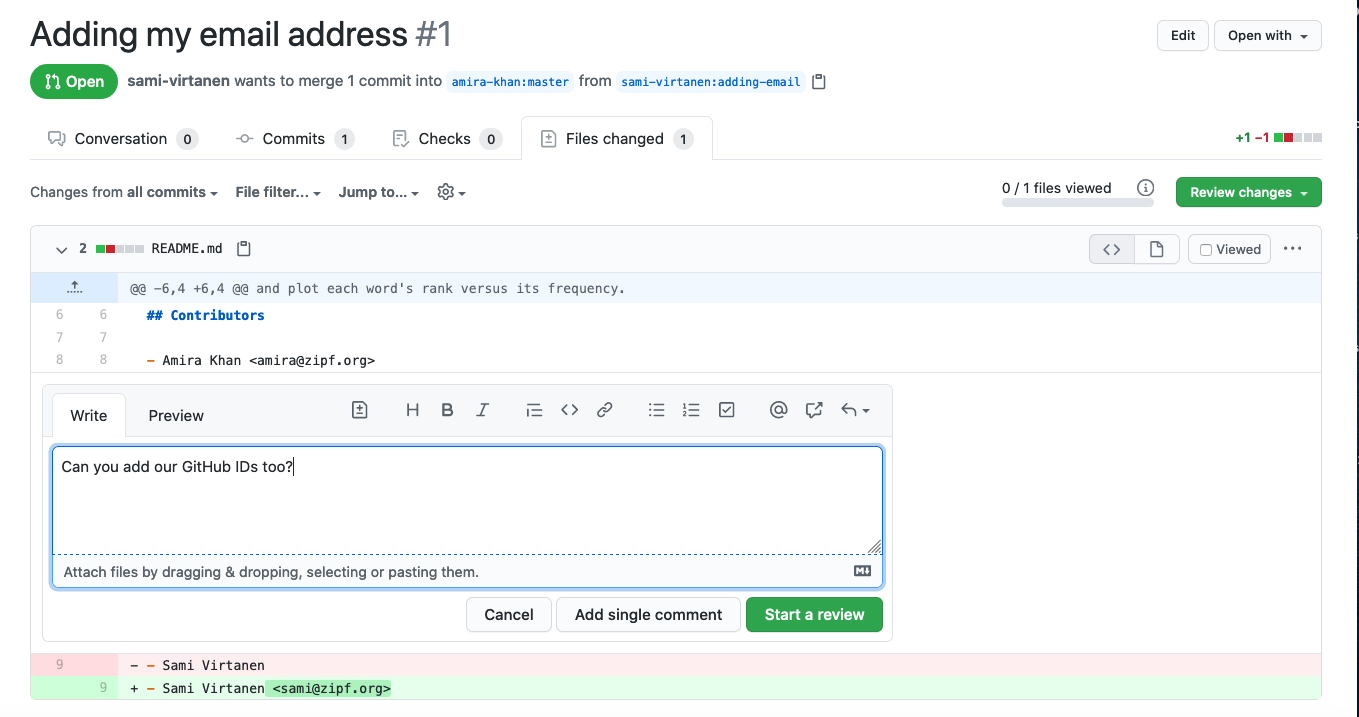 Adding my email address #1
Edit
Open with
Open
sami-virtanen wants to merge 1 commit into amira-khan:master from sami-virtanen:adding-email
Conversation 0
Commits 1
Checks 0
Files changed 1
+1 −1
Changes from all commits
File filter...
Jump to...
0 / 1 files viewed
Review changes
2 README.md
<> Viewed ...
@@ -6,4 +6,4 @@ and plot each word's rank versus its frequency.
6 6 ## Contributors
7 7
8 8 - Amira Khan <amira@zipf.org>
Write
Preview
H B I
Can you add our GitHub IDs too?
Attach files by dragging & dropping, selecting or pasting them.
Cancel
Add single comment
Start a review
9 - - Sami Virtanen
9 + - Sami Virtanen <sami@zipf.org>